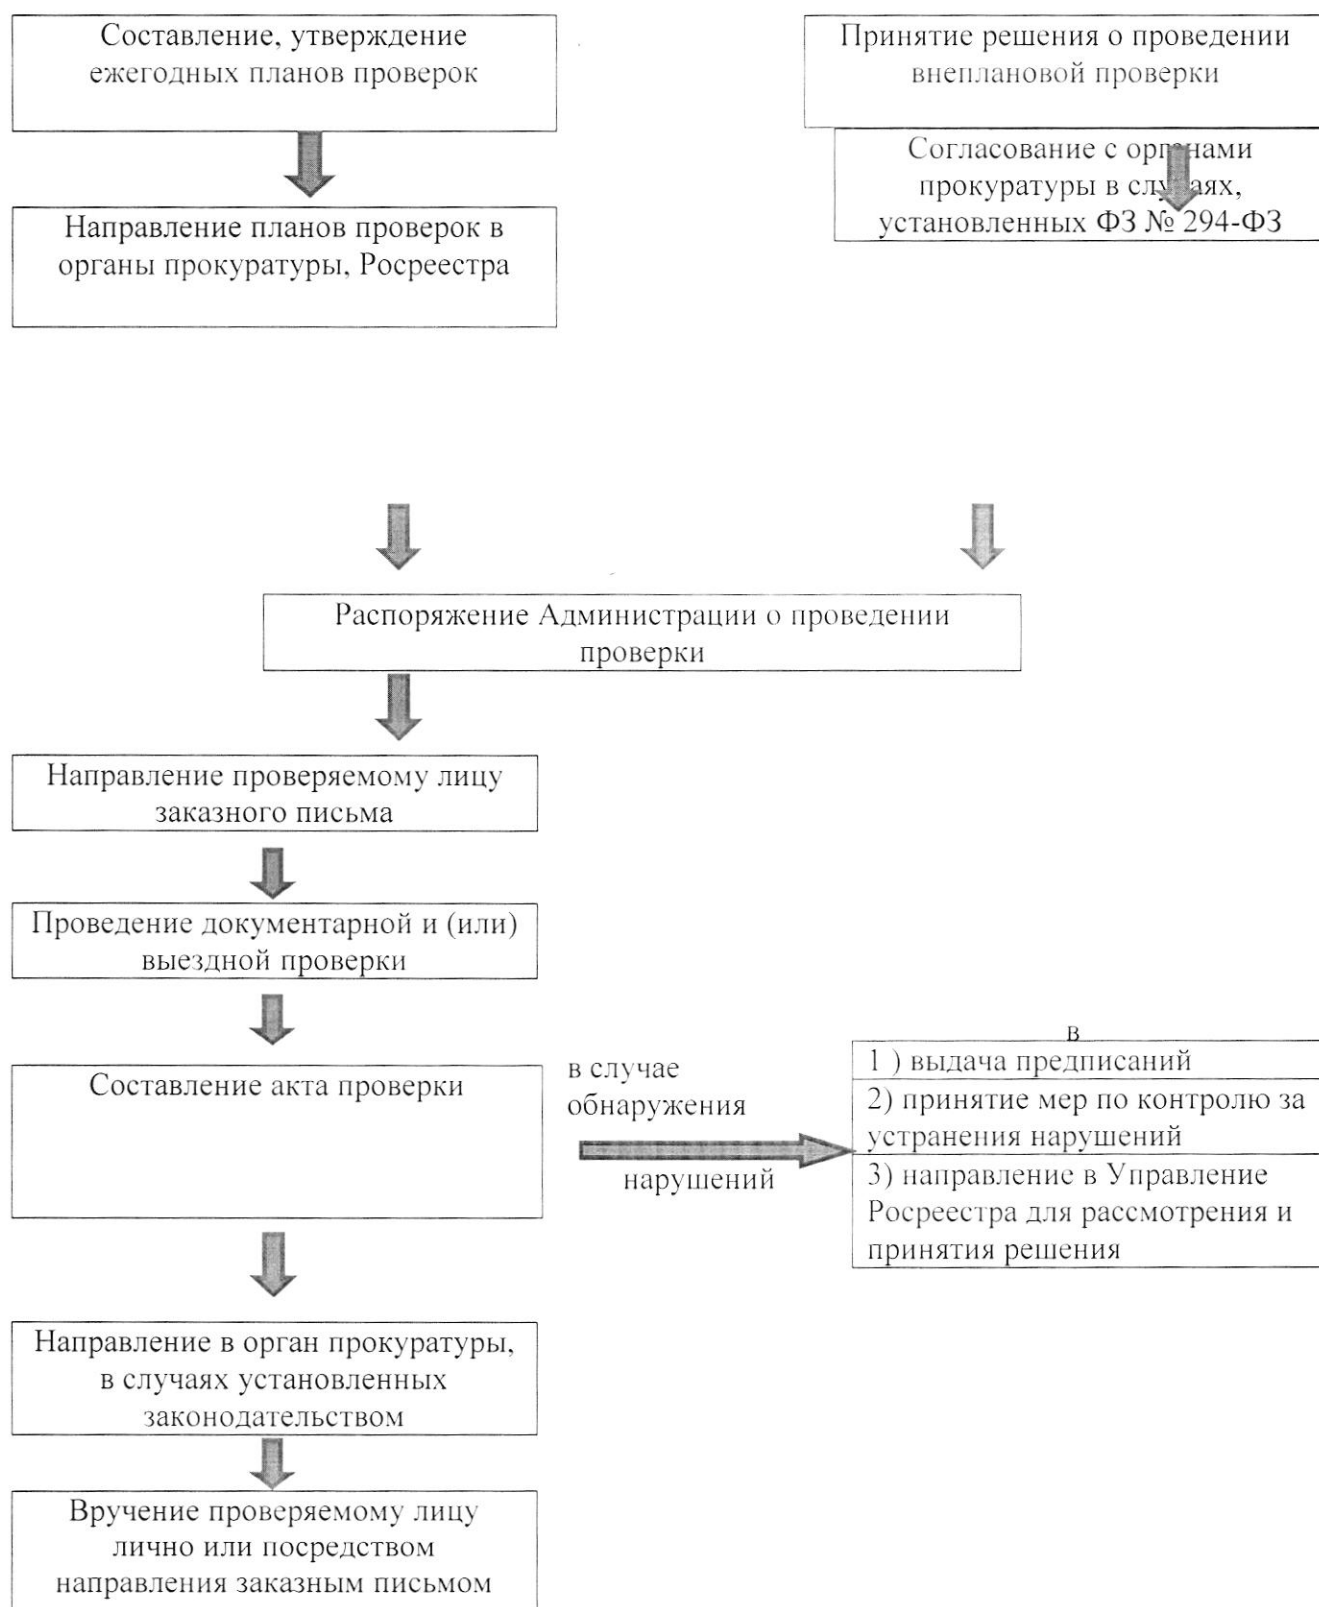 Составление, утверждение
ежегодных планов проверок
Принятие решения о проведении
внеплановой проверки
Согласование с органами
прокуратуры в случаях,
установленных ФЗ № 294-ФЗ
Направление планов проверок в
органы прокуратуры, Росреестра
Распоряжение Администрации о проведении
проверки
Направление проверяемому лицу
заказного письма
Проведение документарной и (или)
выездной проверки
Составление акта проверки
в случае
обнаружения
нарушений
в
1 ) выдача предписаний
2) принятие мер по контролю за
устранения нарушений
3) направление в Управление
Росреестра для рассмотрения и
принятия решения
Направление в орган прокуратуры,
в случаях установленных
законодательством
Вручение проверяемому лицу
лично или посредством
направления заказным письмом